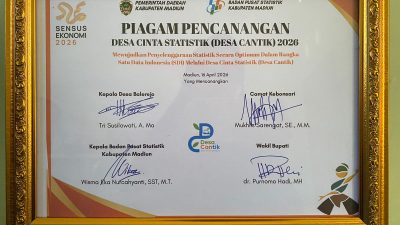 SENSUS
EKONOMI
2026
PEMERINTAH DAERAH
KABUPATEN MADIUN
BADAN PUSAT STATISTIK
KABUPATEN MADIUN
PIAGAM PENCANANGAN
DESA CINTA STATISTIK (DESA CANTIK) 2026
Mewujudkan Penyelenggaraan Statistik Secara Optimum Dalam Rangka
Satu Data Indonesia (SDI) Melalui Desa Cinta Statistik (Desa Cantik)
Madiun, 16 April 2026
Yang Mencanangkan
Kepala Desa Balerejo
Camat Kebonsari
Tri Susilowati, A. Ma
Mukhlis Sarengat, SE., M.M.
Desa
Cantik
Kepala Badan Pusat Statistik
Kabupaten Madiun
Wakil Bupati
Wisma Eka Nurcahyanti, SST, M.T.
dr. Purnomo Hadi, MH